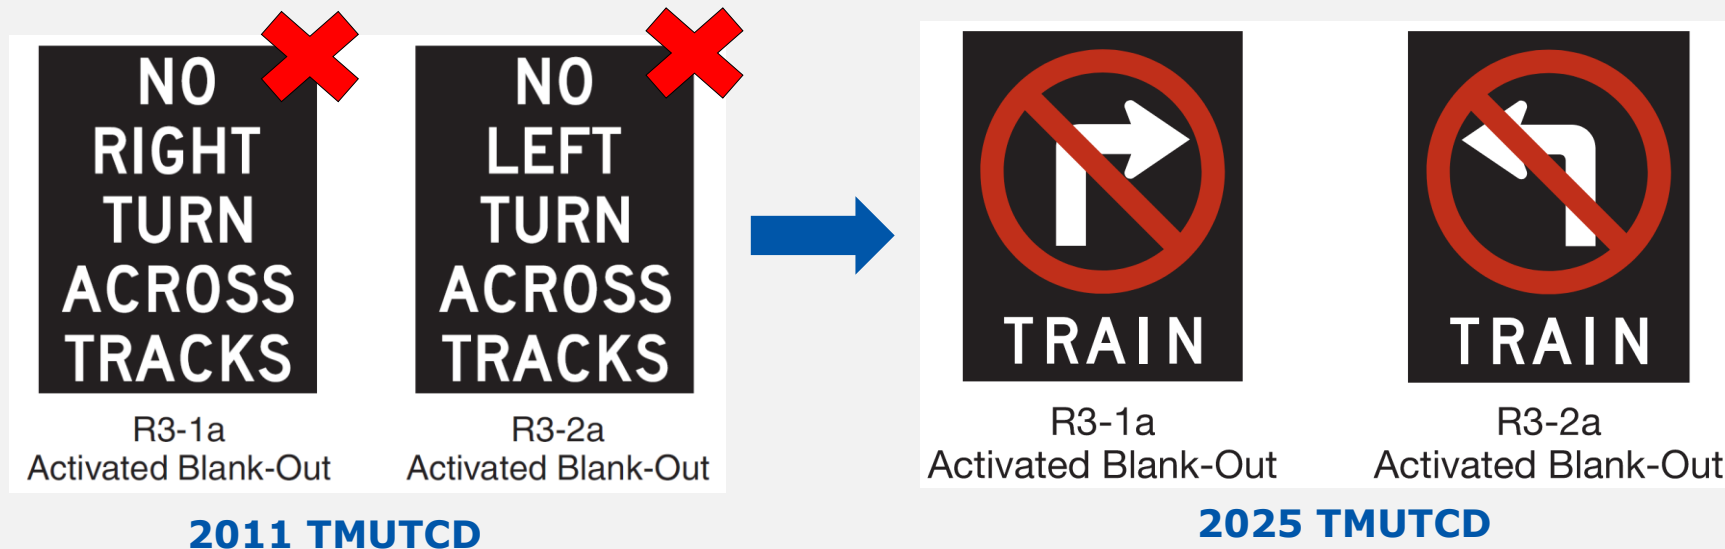 NO
RIGHT
TURN
ACROSS
TRACKS
R3-1a
Activated Blank-Out
NO
LEFT
TURN
ACROSS
TRACKS
R3-2a
Activated Blank-Out
2011 TMUTCD
TRAIN
R3-1a
Activated Blank-Out
TRAIN
R3-2a
Activated Blank-Out
2025 TMUTCD